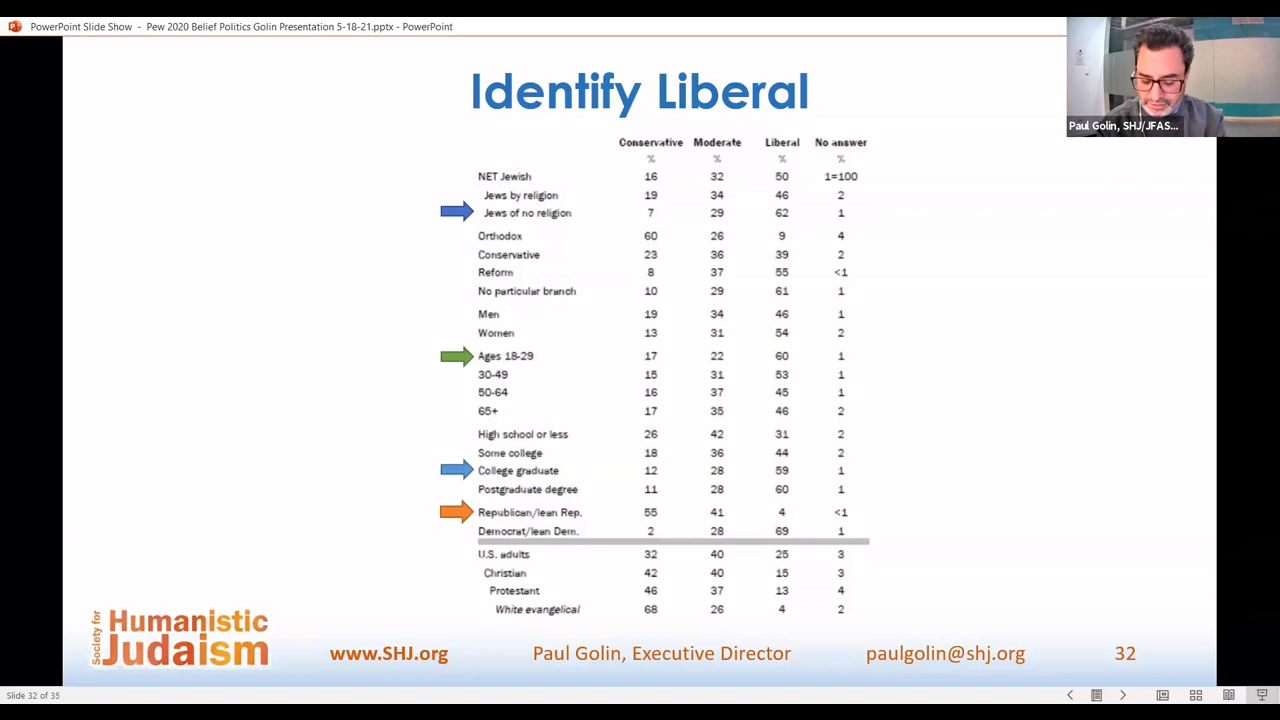 PowerPoint Slide Show - Pew 2020 Belief Politics Golin Presentation 5-18-21.pptx - PowerPoint
Paul Golin, SHJ/JFAS...
Identify Liberal
Conservative Moderate Liberal No answer
% % % %
NET Jewish 16 32 50 1=100
Jews by religion 19 34 46 2
Jews of no religion 7 29 62 1
Orthodox 60 26 9 4
Conservative 23 36 39 2
Reform 8 37 55 <1
No particular branch 10 29 61 1
Men 19 34 46 1
Women 13 31 54 2
Ages 18-29 17 22 60 1
30-49 15 31 53 1
50-64 16 37 45 1
65+ 17 35 46 2
High school or less 26 42 31 2
Some college 18 36 44 2
College graduate 12 28 59 1
Postgraduate degree 11 28 60 1
Republican/lean Rep. 55 41 4 <1
Democrat/lean Dem. 2 28 69 1
U.S. adults 32 40 25 3
Christian 42 40 15 3
Protestant 46 37 13 4
White evangelical 68 26 4 2
Society for Humanistic Judaism
www.SHJ.org Paul Golin, Executive Director paulgolin@shj.org 32
Slide 32 of 35